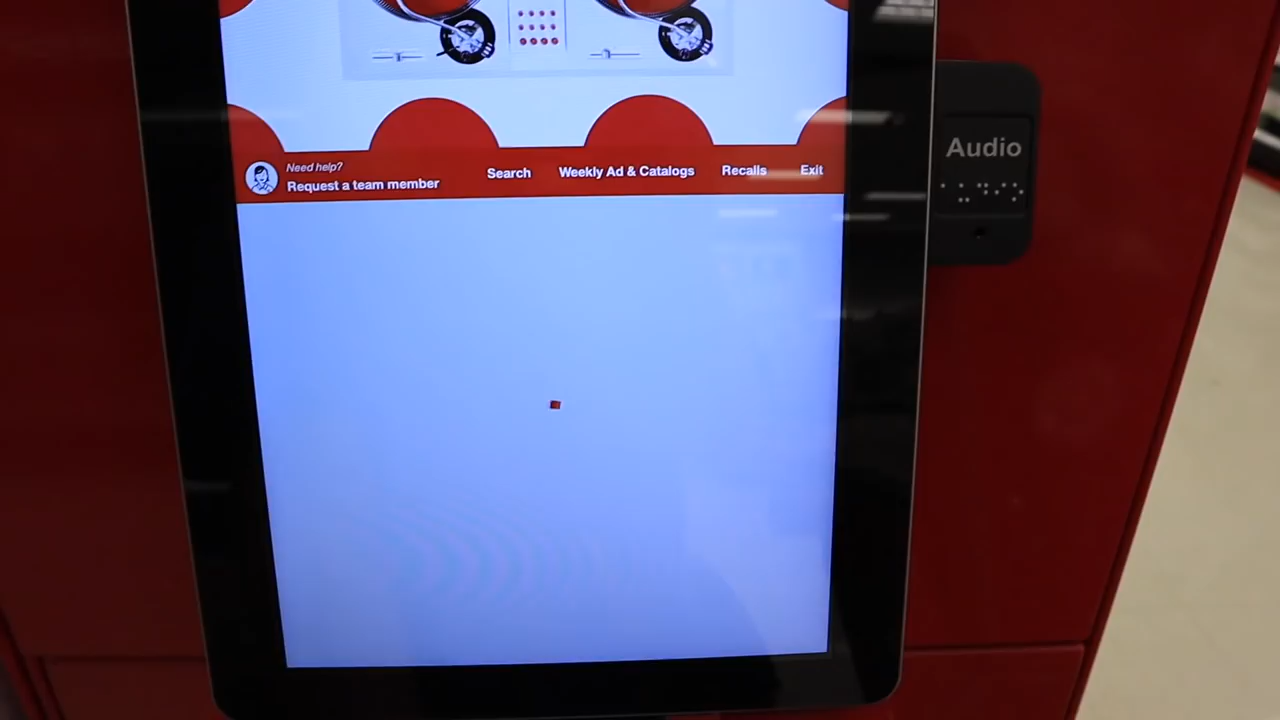 Need help?
Request a team member
Search
Weekly Ad & Catalogs
Recalls
Exit
Audio